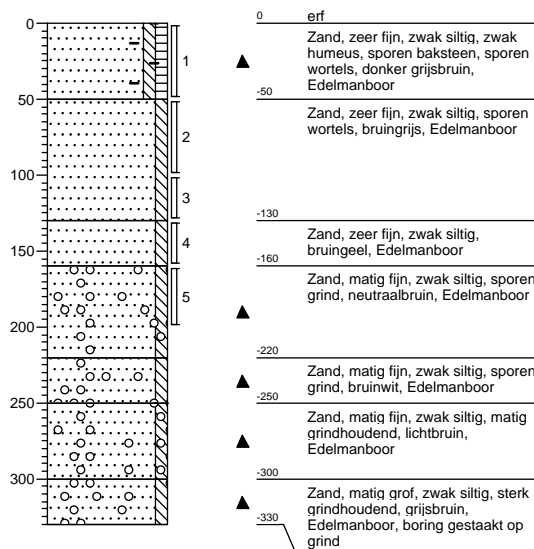 0
50
100
150
200
250
300
1
2
3
4
5
0 erf
Zand, zeer fijn, zwak siltig, zwak
humeus, sporen baksteen, sporen
wortels, donker grijsbruin,
Edelmanboor
-50
Zand, zeer fijn, zwak siltig, sporen
wortels, bruingrijs, Edelmanboor
-130
Zand, zeer fijn, zwak siltig,
bruingeel, Edelmanboor
-160
Zand, matig fijn, zwak siltig, sporen
grind, neutraalbruin, Edelmanboor
-220
Zand, matig fijn, zwak siltig, sporen
grind, bruinwit, Edelmanboor
-250
Zand, matig fijn, zwak siltig, matig
grindhoudend, lichtbruin,
Edelmanboor
-300
Zand, matig grof, zwak siltig, sterk
grindhoudend, grijsbruin,
-330
Edelmanboor, boring gestaakt op
grind